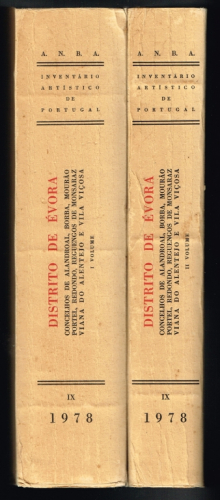 A. N. B. A.
INVENTÁRIO
ARTÍSTICO
DE
PORTUGAL
DISTRITO DE ÉVORA
CONCELHOS DE ALANDROAL, BORBA, MOURÃO
PORTEL, REDONDO, REGUENGOS DE MONSARAZ
VIANA DO ALENTEJO E VILA VIÇOSA
I VOLUME
IX
1978
A. N. B. A.
INVENTÁRIO
ARTÍSTICO
DE
PORTUGAL
DISTRITO DE ÉVORA
CONCELHOS DE ALANDROAL, BORBA, MOURÃO
PORTEL, REDONDO, REGUENGOS DE MONSARAZ
VIANA DO ALENTEJO E VILA VIÇOSA
II VOLUME
IX
1978